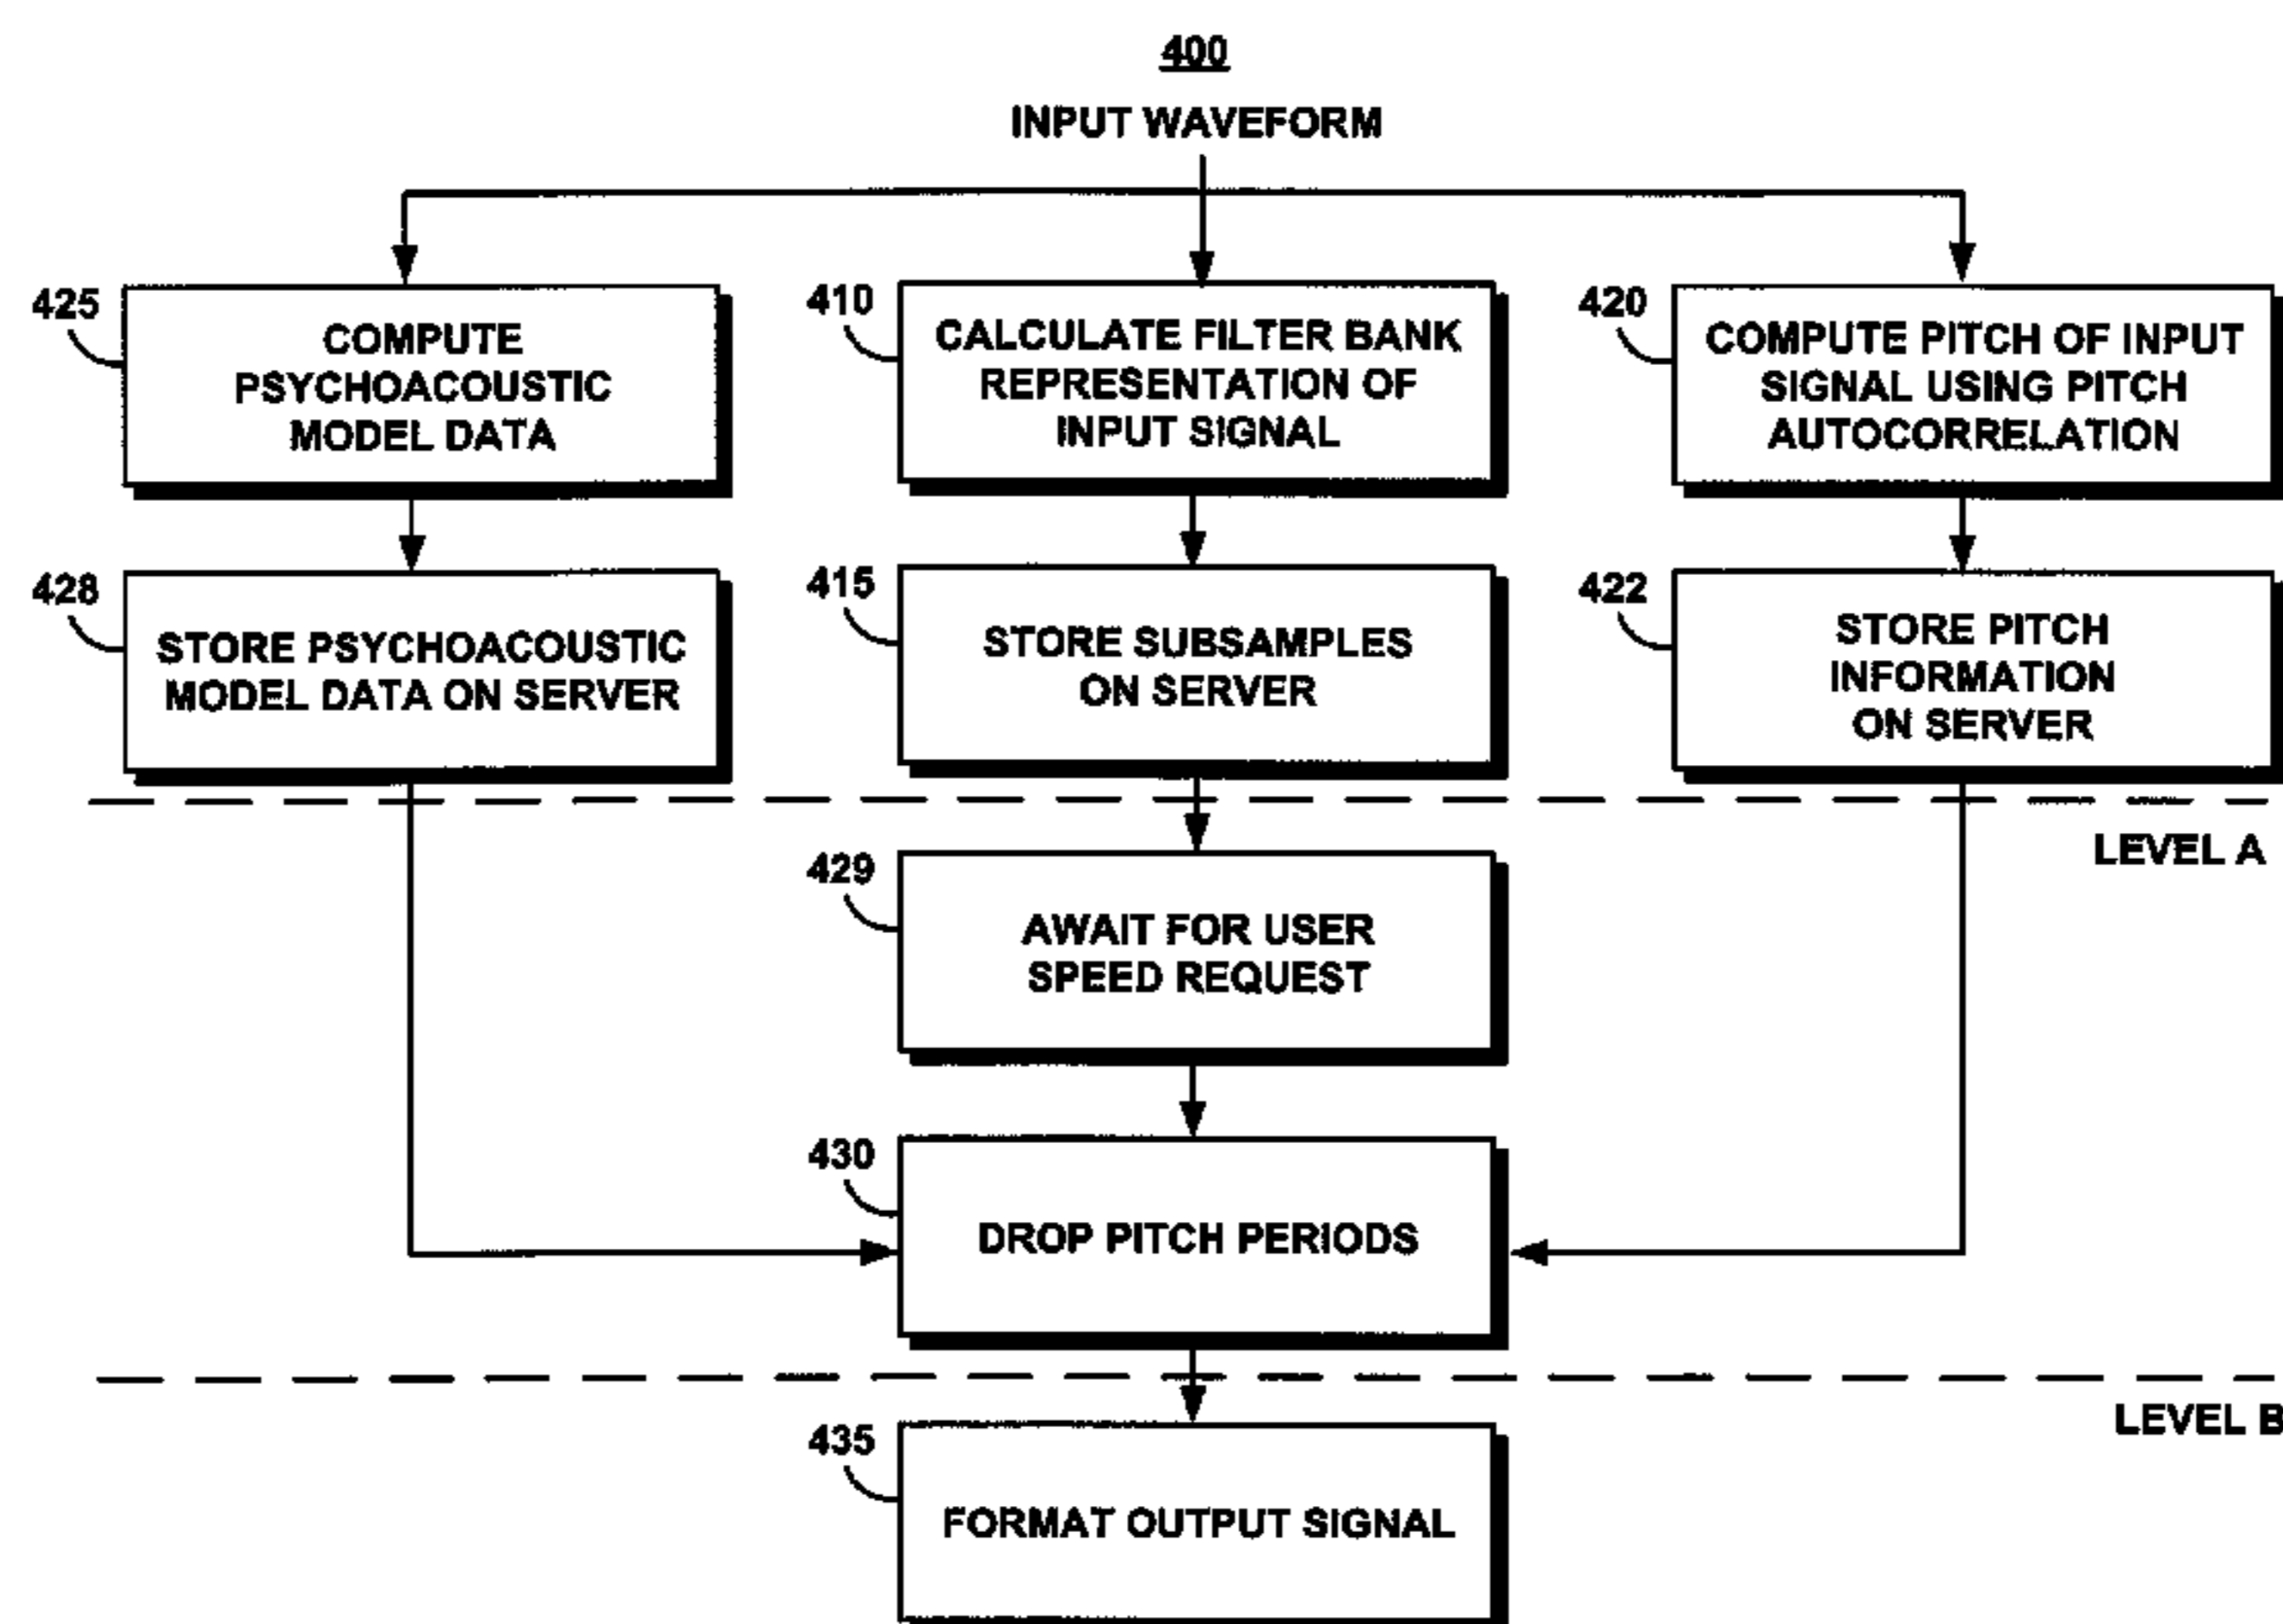 400
INPUT WAVEFORM
425
COMPUTE
PSYCHOACOUSTIC
MODEL DATA
410
CALCULATE FILTER BANK
REPRESENTATION OF
INPUT SIGNAL
420
COMPUTE PITCH OF INPUT
SIGNAL USING PITCH
AUTOCORRELATION
428
STORE PSYCHOACOUSTIC
MODEL DATA ON SERVER
415
STORE SUBSAMPLES
ON SERVER
422
STORE PITCH
INFORMATION
ON SERVER
LEVEL A
429
AWAIT FOR USER
SPEED REQUEST
430
DROP PITCH PERIODS
LEVEL B
435
FORMAT OUTPUT SIGNAL